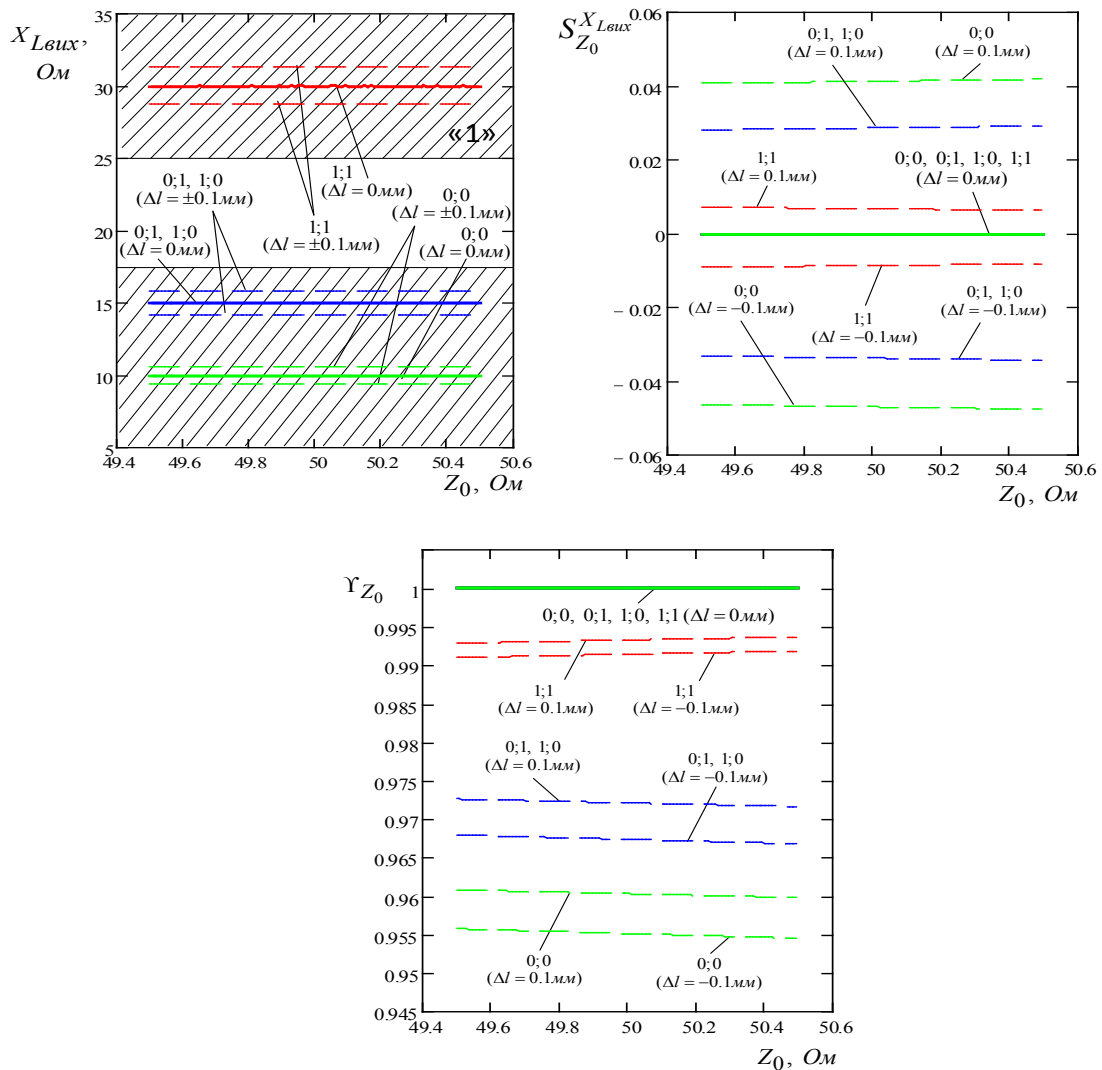 X_Lвих,
Ом
35
30
25
20
15
10
5
«1»
0;1, 1;0
(Δl = ±0.1мм)
1;1
(Δl = 0мм)
0;0
(Δl = ±0.1мм)
0;1, 1;0
(Δl = 0мм)
1;1
(Δl = ±0.1мм)
0;0
(Δl = 0мм)
49.4 49.6 49.8 50 50.2 50.4 50.6
Z_0, Ом
S_Z_0^X_Lвих
0.06
0.04
0.02
0
− 0.02
− 0.04
− 0.06
0;1, 1;0
(Δl = 0.1мм)
0;0
(Δl = 0.1мм)
1;1
(Δl = 0.1мм)
0;0, 0;1, 1;0, 1;1
(Δl = 0мм)
0;0
(Δl = −0.1мм)
1;1
(Δl = −0.1мм)
0;1, 1;0
(Δl = −0.1мм)
49.4 49.6 49.8 50 50.2 50.4 50.6
Z_0, Ом
ϒ_Z_0
1
0.995
0.99
0.985
0.98
0.975
0.97
0.965
0.96
0.955
0.95
0.945
0;0, 0;1, 1;0, 1;1 (Δl = 0мм)
1;1
(Δl = 0.1мм)
1;1
(Δl = −0.1мм)
0;1, 1;0
(Δl = 0.1мм)
0;1, 1;0
(Δl = −0.1мм)
0;0
(Δl = 0.1мм)
0;0
(Δl = −0.1мм)
49.4 49.6 49.8 50 50.2 50.4 50.6
Z_0, Ом